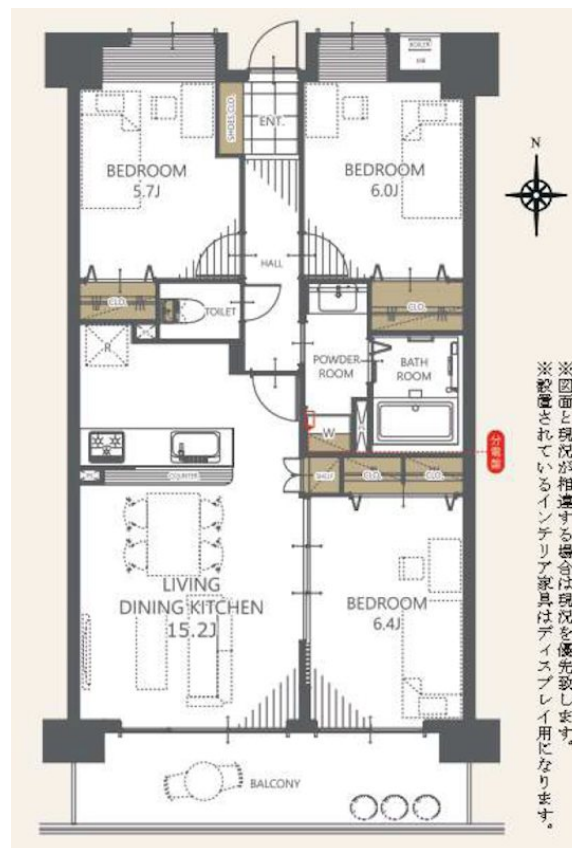 BOILER
MB
SHOES CLO.
ENT.
BEDROOM
5.7J
BEDROOM
6.0J
N
HALL
CLO.
TOILET
CLO.
R
POWDER
ROOM
BATH
ROOM
W
分電盤
COUNTER
SHELF
CLO.
CLO.
LIVING
DINING KITCHEN
15.2J
BEDROOM
6.4J
BALCONY
※図面と現況が相違する場合は現況を優先致します。
※設置されているインテリア家具はディスプレイ用になります。